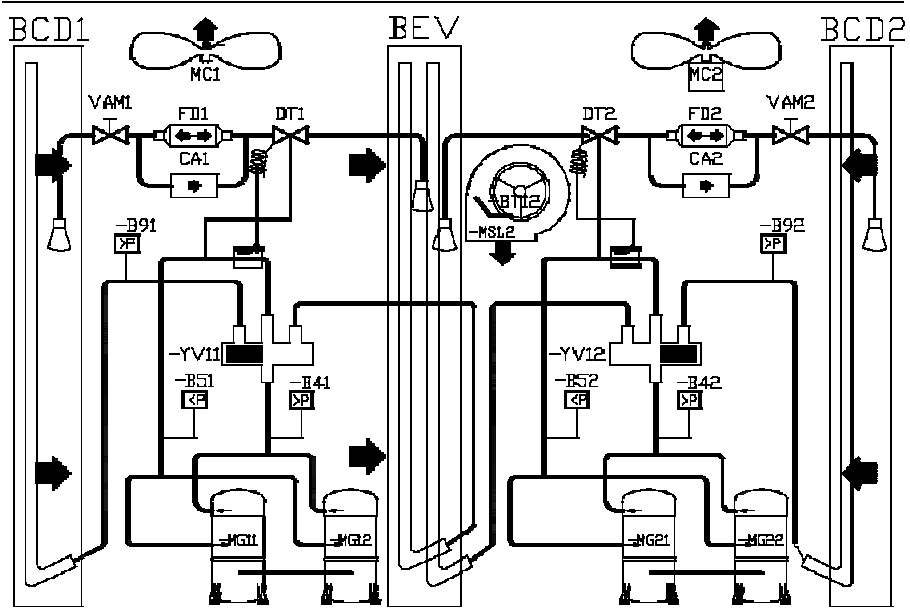 BCD1 BEV BCD2
MC1 MC2
VAM1 FD1 DT1 DT2 FD2 VAM2
CA1 CA2
-BT12
-B91 -MS12 -B92
>P >P
-YV11 -YV12
-B51 -B41 -B52 -B42
<P >P <P >P
-MG11 -MG12 -MG21 -MG22